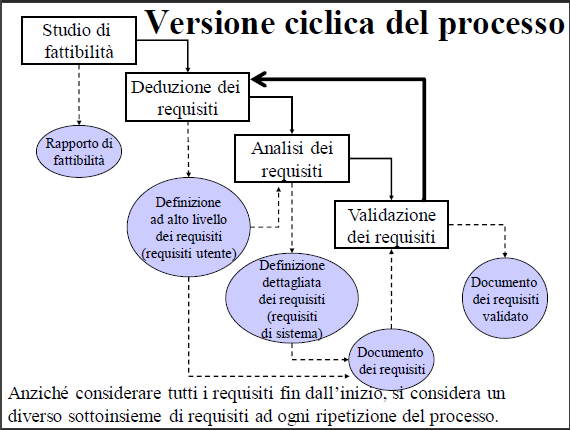 Versione ciclica del processo
Studio di
fattibilità
Deduzione dei
requisiti
Rapporto di
fattibilità
Analisi dei
requisiti
Definizione
ad alto livello
dei requisiti
(requisiti utente)
Validazione
dei requisiti
Definizione
dettagliata
dei requisiti
(requisiti
di sistema)
Documento
dei requisiti
validato
Documento
dei requisiti
Anziché considerare tutti i requisiti fin dall'inizio, si considera un
diverso sottoinsieme di requisiti ad ogni ripetizione del processo.